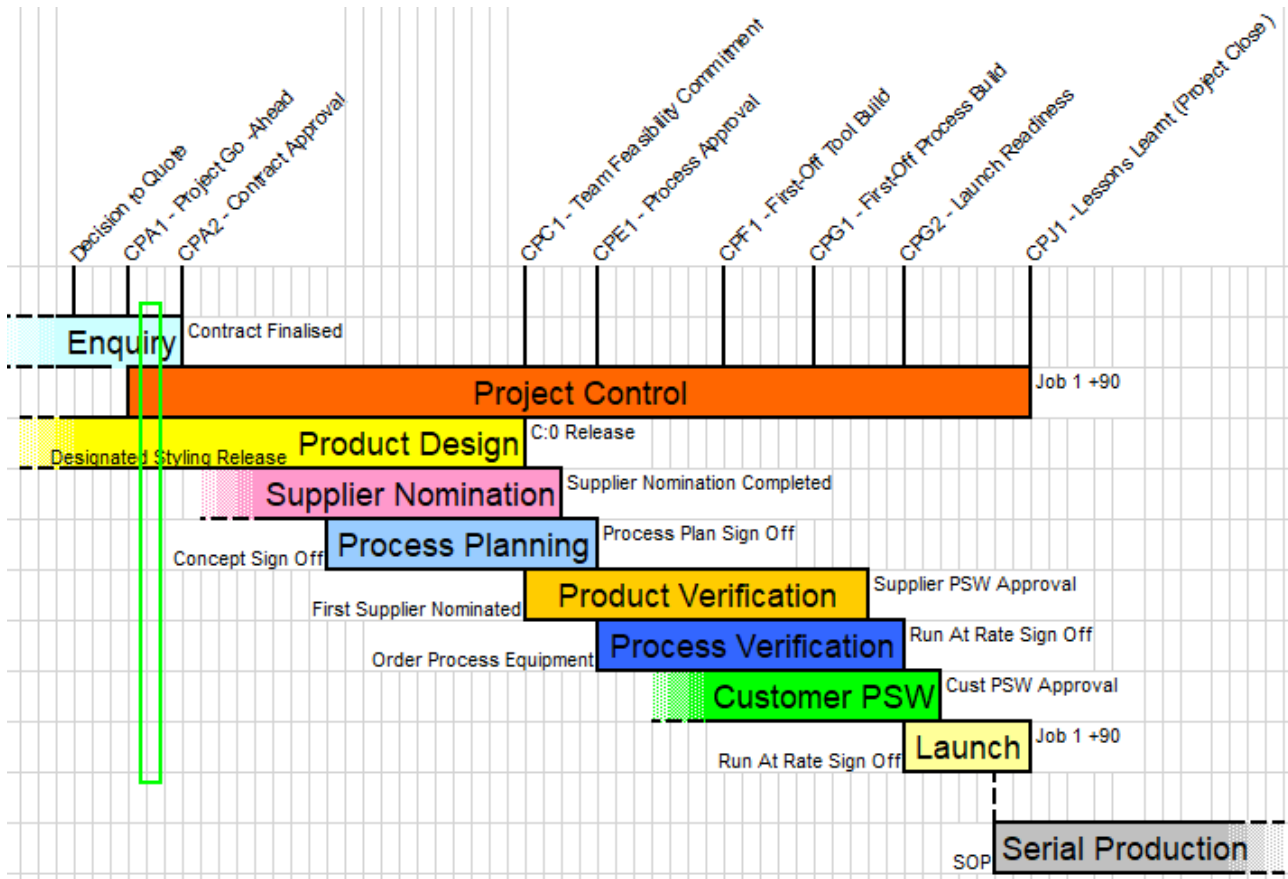 Decision to Quote
CPA1 - Project Go -Ahead
CPA2 - Contract Approval
CPC1 - Team Feasibility Commitment
CPE1 - Process Approval
CPF1 - First-Off Tool Build
CPG1 - First-Off Process Build
CPG2 - Launch Readiness
CPJ1 - Lessons Learnt (Project Close)
Enquiry
Contract Finalised
Project Control
Job 1 +90
Product Design
C:0 Release
Designated Styling Release
Supplier Nomination
Supplier Nomination Completed
Concept Sign Off
Process Planning
Process Plan Sign Off
First Supplier Nominated
Product Verification
Supplier PSW Approval
Order Process Equipment
Process Verification
Run At Rate Sign Off
Customer PSW
Cust PSW Approval
Run At Rate Sign Off
Launch
Job 1 +90
SOP
Serial Production